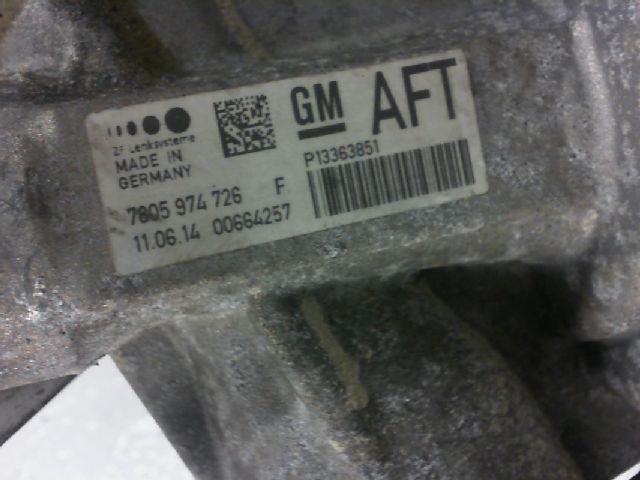 GM AFT
ZF Lenksysteme
MADE IN
GERMANY
P13363851
7805 974 726 F
11.06.14 00664257